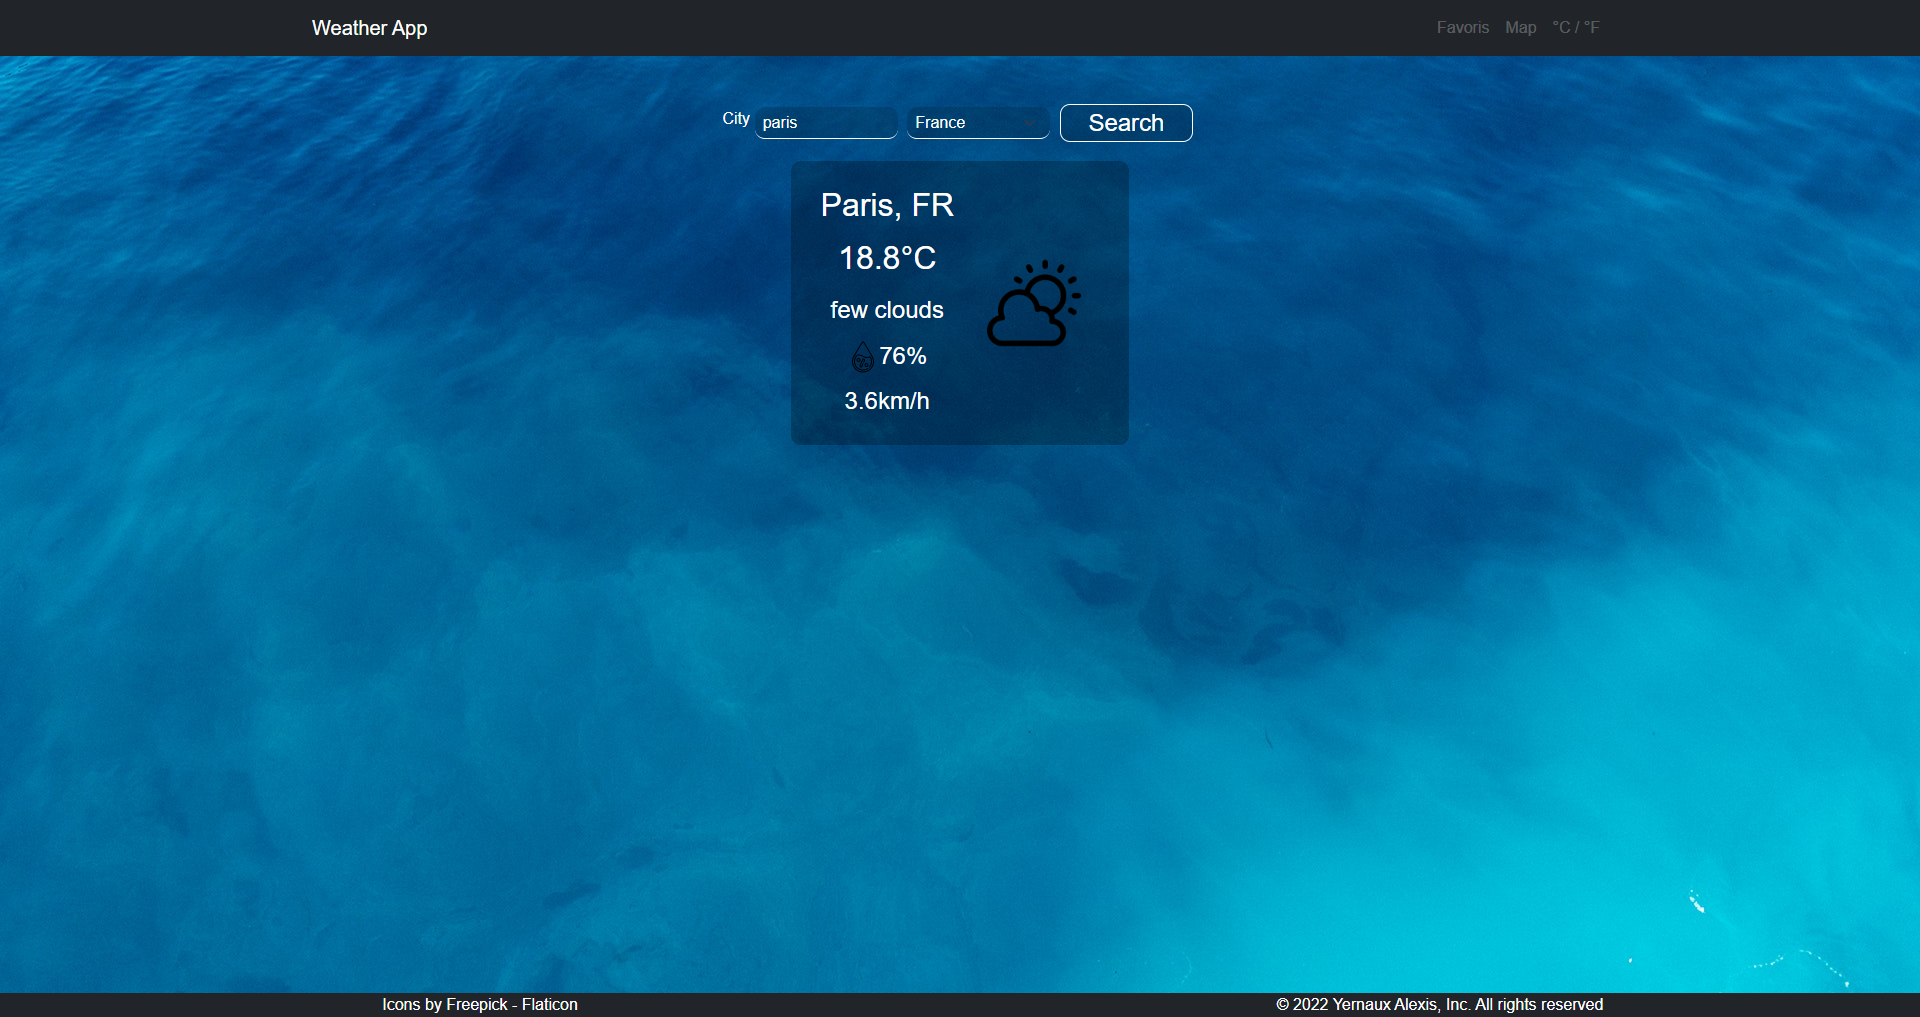 Weather App
Favoris Map °C / °F
City paris France Search
Paris, FR
18.8°C
few clouds
76%
3.6km/h
Icons by Freepick - Flaticon
© 2022 Yernaux Alexis, Inc. All rights reserved